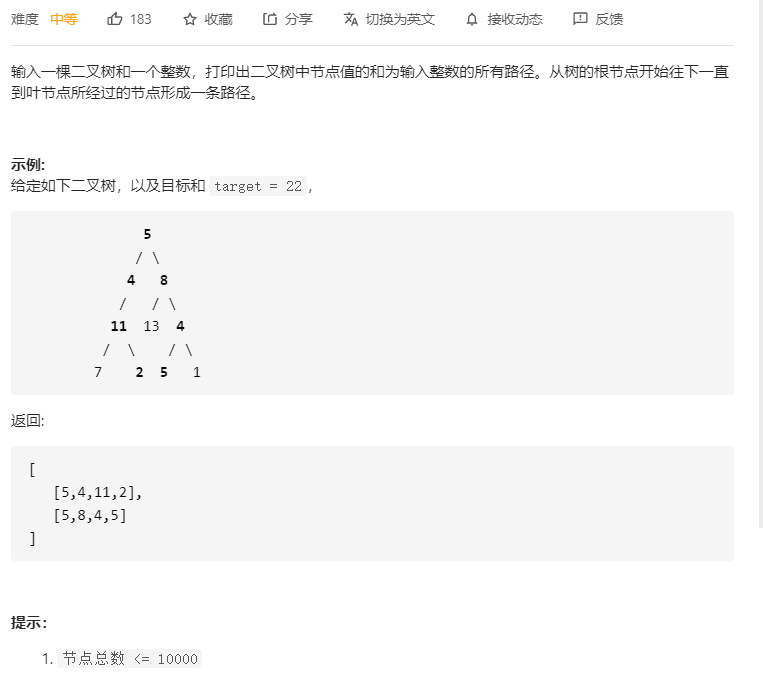 难度 中等 183 收藏 分享 切换为英文 接收动态 反馈
输入一棵二叉树和一个整数，打印出二叉树中节点值的和为输入整数的所有路径。从树的根节点开始往下一直
到叶节点所经过的节点形成一条路径。
示例:
给定如下二叉树，以及目标和 target = 22，
5
/ \
4 8
/ / \
11 13 4
/ \ / \
7 2 5 1
返回:
[
[5,4,11,2],
[5,8,4,5]
]
提示：
1. 节点总数 <= 10000